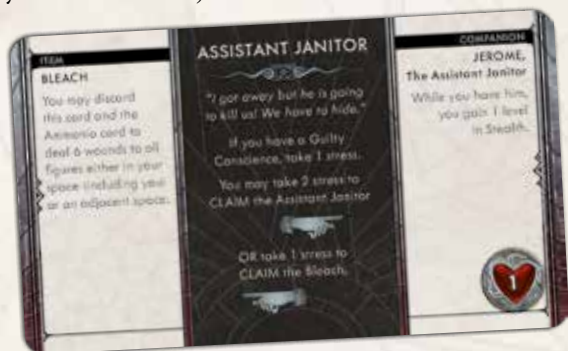 ITEM
BLEACH
You may discard
this card and the
Ammonia card to
deal 6 wounds to all
figures either in your
space (including you)
or an adjacent space.
ASSISTANT JANITOR
"I got away but he is going
to kill us! We have to hide."
If you have a Guilty
Conscience, take 1 stress.
You may take 2 stress to
CLAIM the Assistant Janitor
OR take 1 stress to
CLAIM the Bleach.
COMPANION
JEROME,
The Assistant Janitor
While you have him,
you gain 1 level
in Stealth.
1